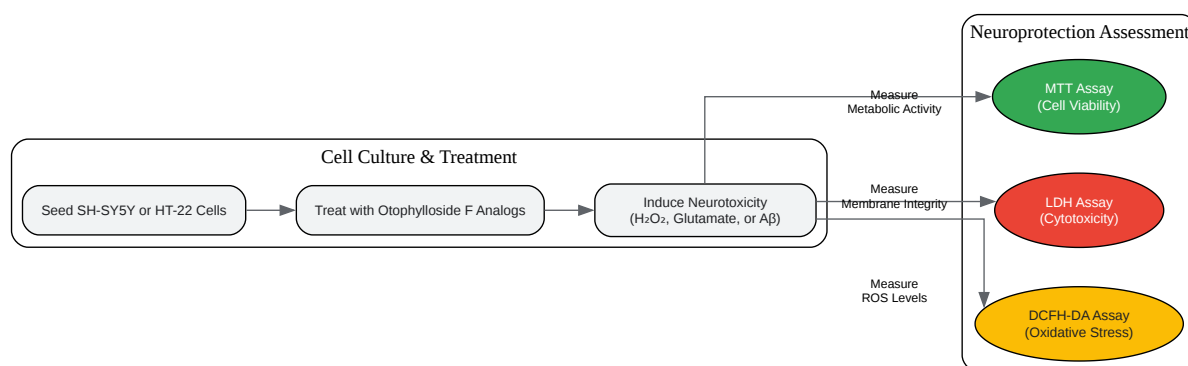 Neuroprotection Assessment
MTT Assay
(Cell Viability)
Measure
Metabolic Activity
Cell Culture & Treatment
Seed SH-SY5Y or HT-22 Cells
Treat with Otophylloside F Analogs
Induce Neurotoxicity
(H₂O₂, Glutamate, or Aβ)
Measure
Membrane Integrity
LDH Assay
(Cytotoxicity)
Measure
ROS Levels
DCFH-DA Assay
(Oxidative Stress)